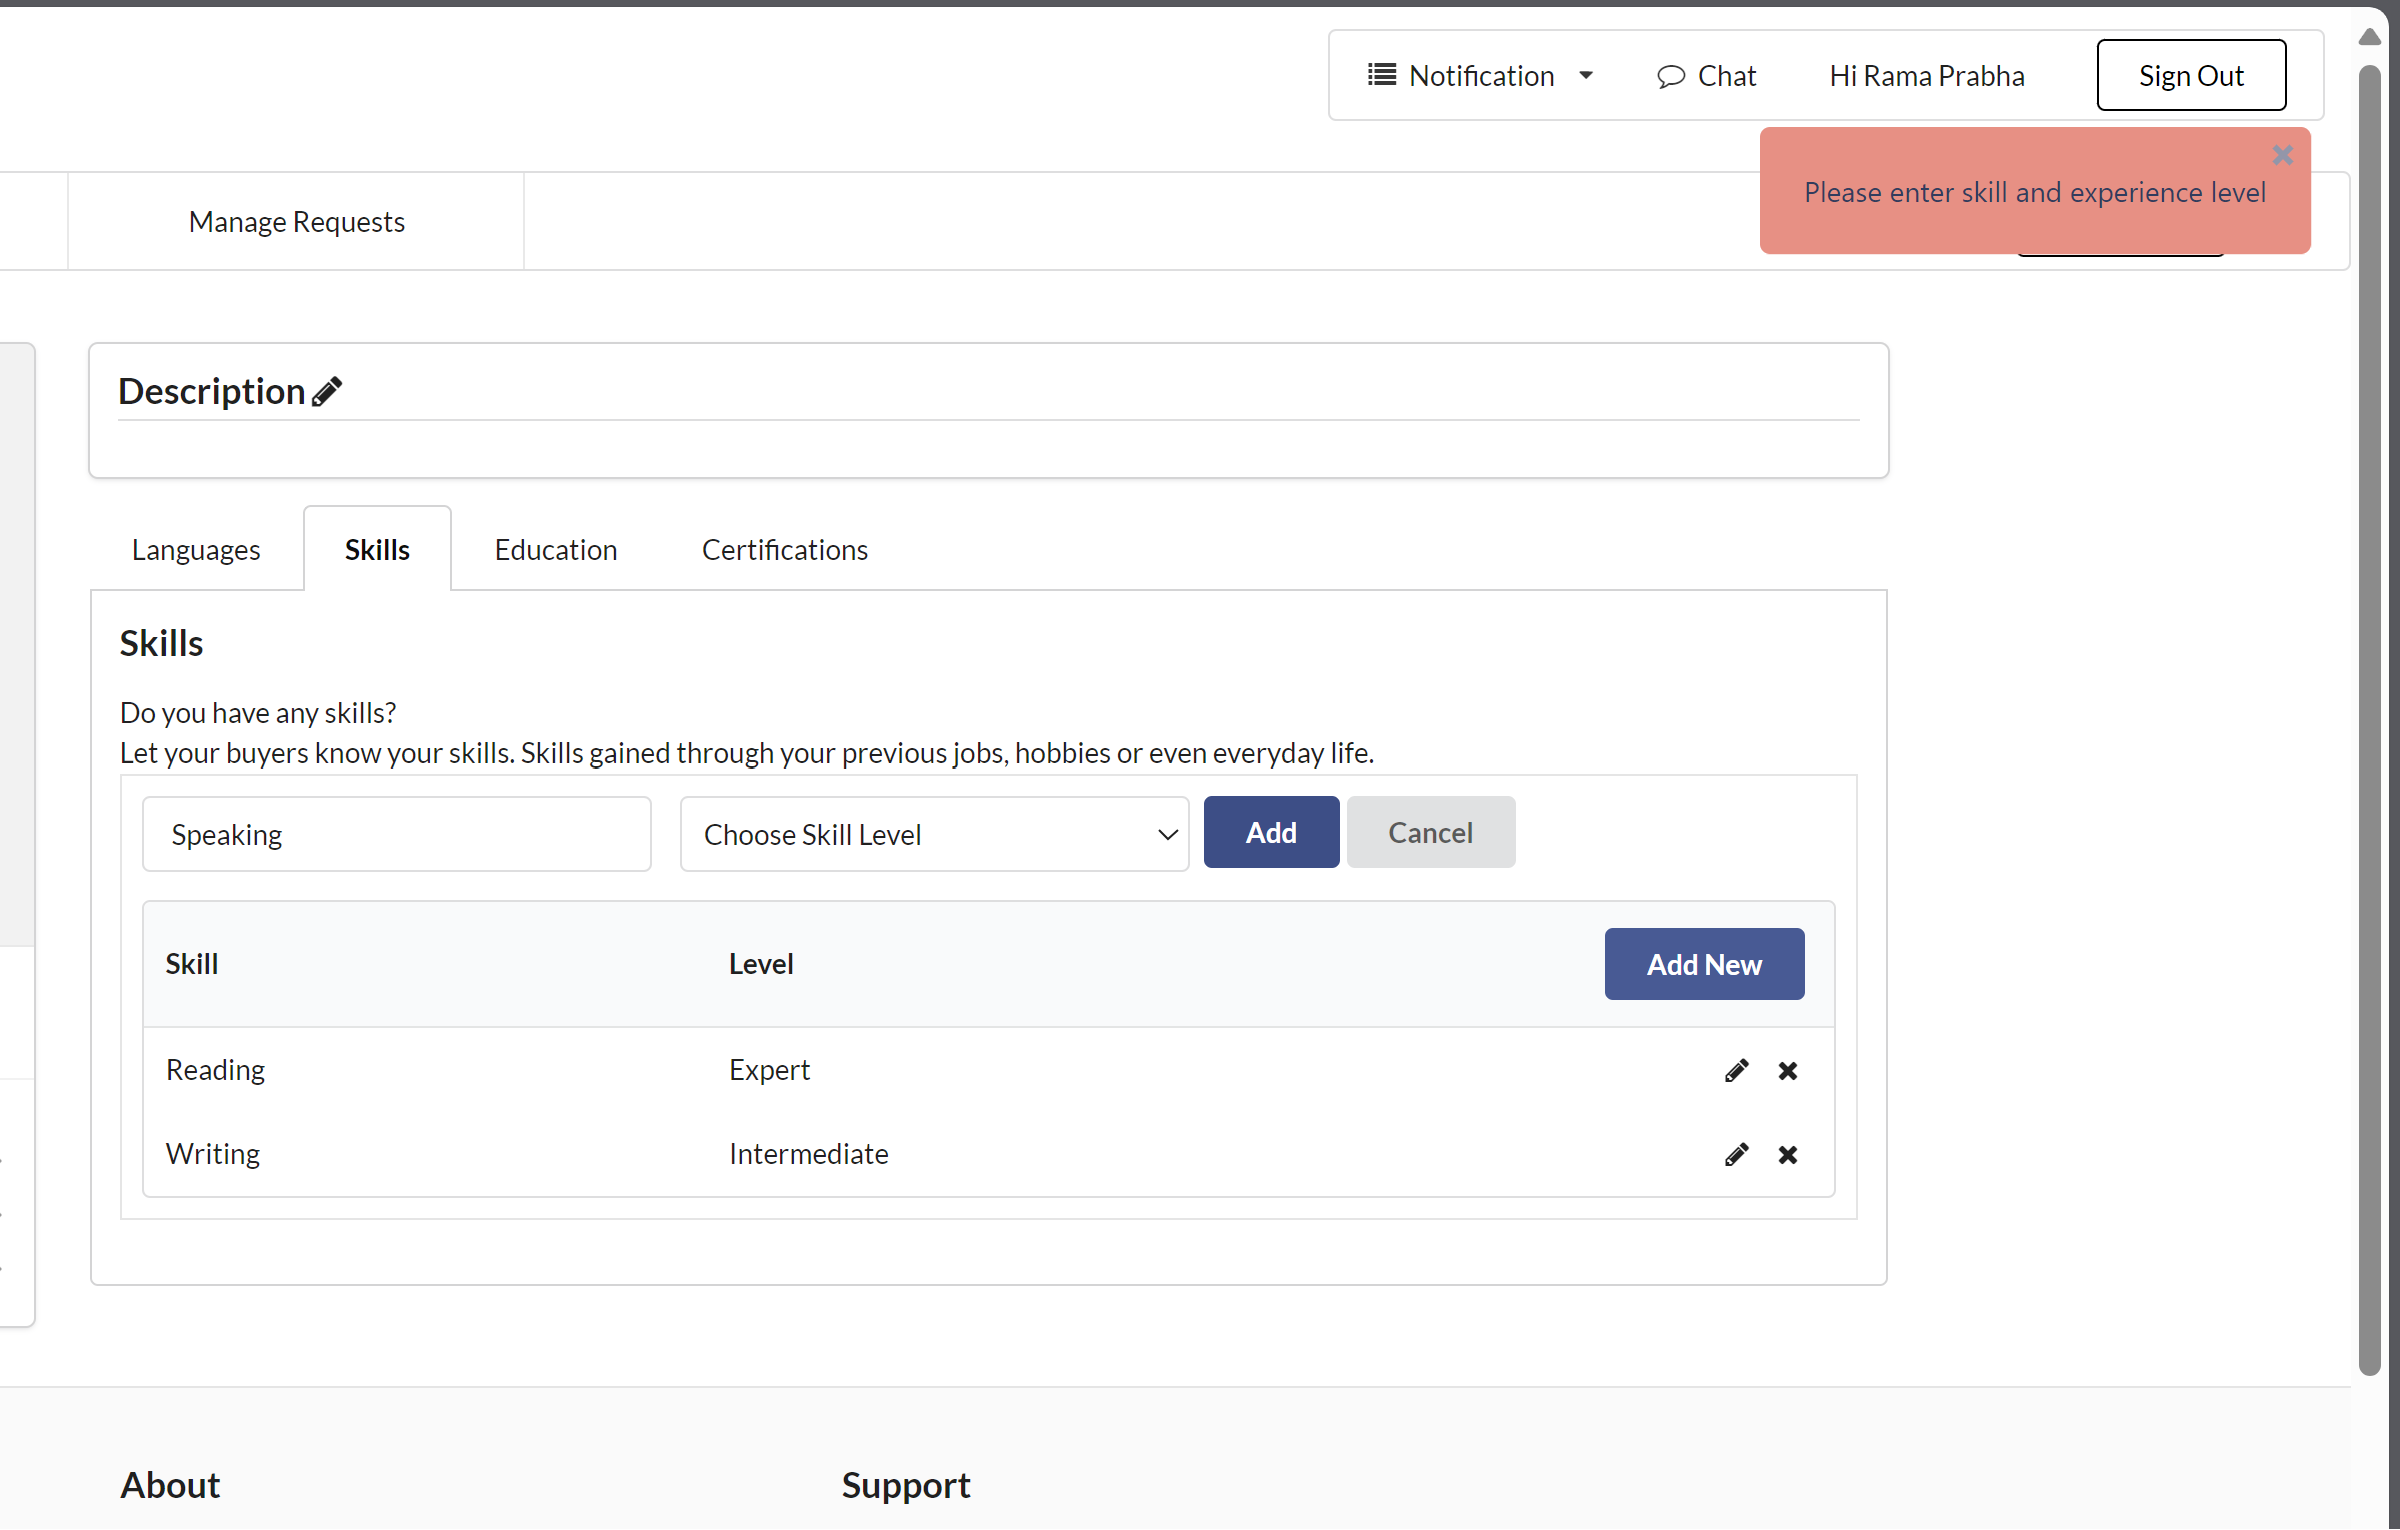 Notification Chat Hi Rama Prabha Sign Out
Please enter skill and experience level
Manage Requests
Description
Languages Skills Education Certifications
Skills
Do you have any skills?
Let your buyers know your skills. Skills gained through your previous jobs, hobbies or even everyday life.
Speaking Choose Skill Level Add Cancel
Skill Level Add New
Reading Expert
Writing Intermediate
About Support